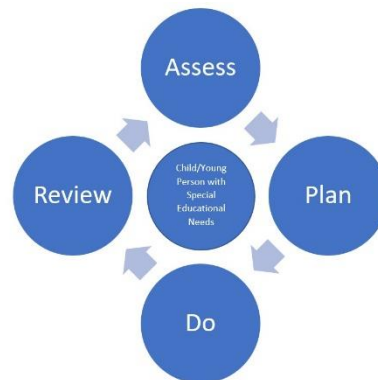 Assess
Child/Young
Person with
Special
Educational
Needs
Review
Plan
Do